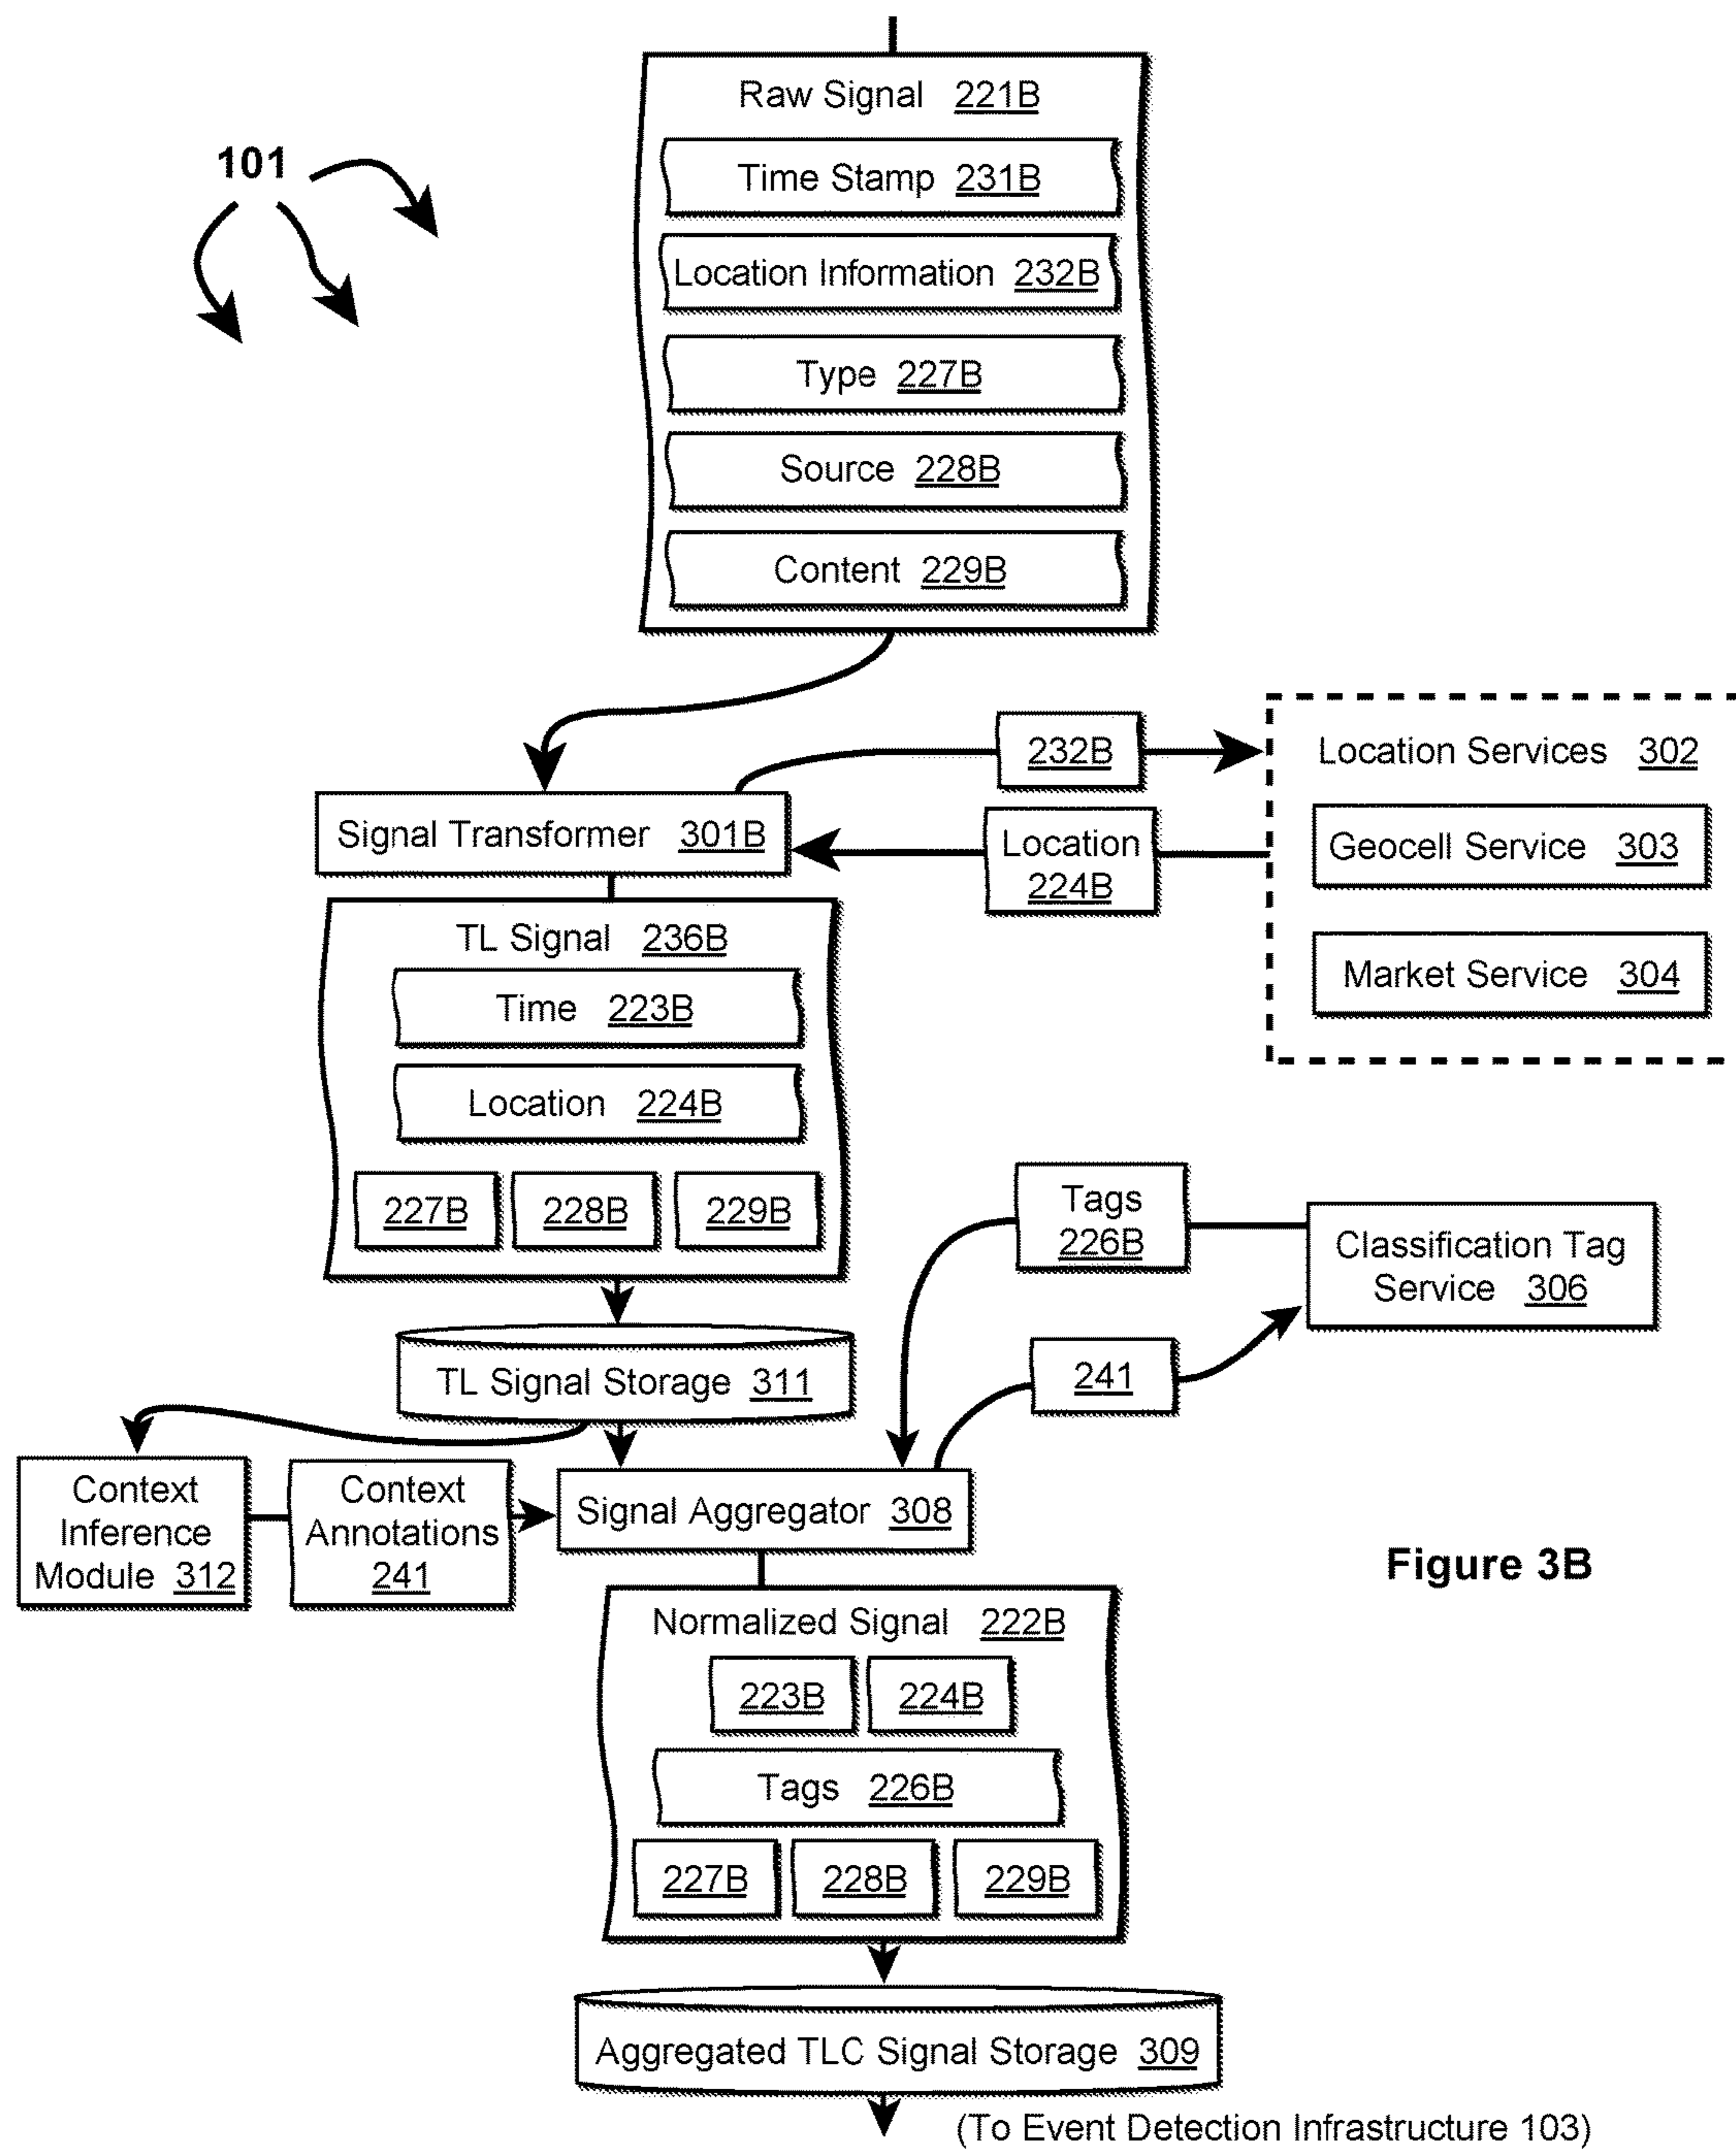 Raw Signal 221B
101
Time Stamp 231B
Location Information 232B
Type 227B
Source 228B
Content 229B
232B
Location Services 302
Signal Transformer 301B
Location
224B
Geocell Service 303
Market Service 304
TL Signal 236B
Time 223B
Location 224B
227B 228B 229B
Tags
226B
Classification Tag
Service 306
TL Signal Storage 311
241
Context
Inference
Module 312
Context
Annotations
241
Signal Aggregator 308
Figure 3B
Normalized Signal 222B
223B 224B
Tags 226B
227B 228B 229B
Aggregated TLC Signal Storage 309
(To Event Detection Infrastructure 103)